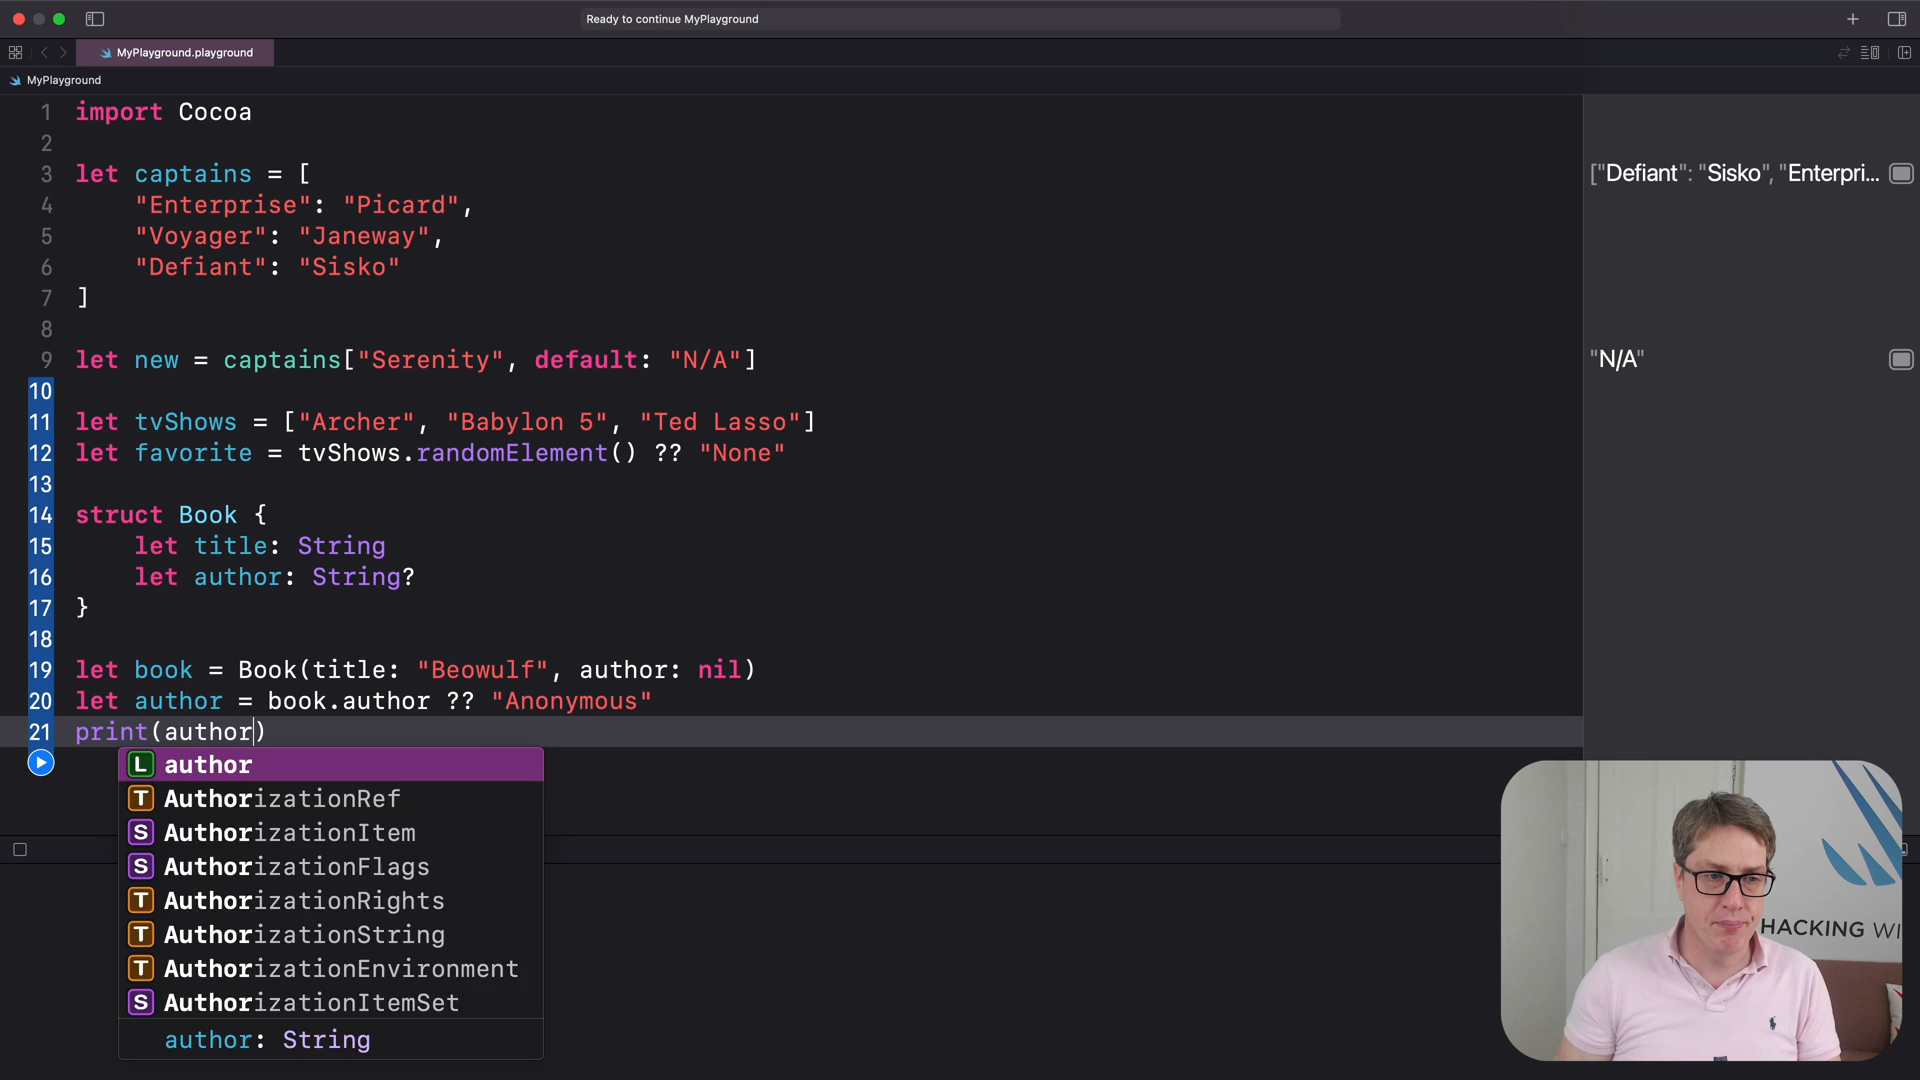 Ready to continue MyPlayground
MyPlayground.playground
MyPlayground
1 import Cocoa
2
3 let captains = [
["Defiant": "Sisko", "Enterpri...
4 "Enterprise": "Picard",
5 "Voyager": "Janeway",
6 "Defiant": "Sisko"
7 ]
8
9 let new = captains["Serenity", default: "N/A"]
"N/A"
10
11 let tvShows = ["Archer", "Babylon 5", "Ted Lasso"]
12 let favorite = tvShows.randomElement() ?? "None"
13
14 struct Book {
15 let title: String
16 let author: String?
17 }
18
19 let book = Book(title: "Beowulf", author: nil)
20 let author = book.author ?? "Anonymous"
21 print(author)
L author
T AuthorizationRef
S AuthorizationItem
S AuthorizationFlags
T AuthorizationRights
T AuthorizationString
T AuthorizationEnvironment
S AuthorizationItemSet
author: String
HACKING WI